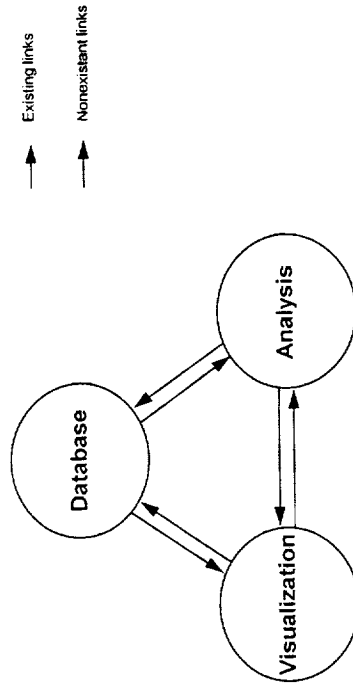 Existing links
Nonexistant links
Database
Visualization
Analysis